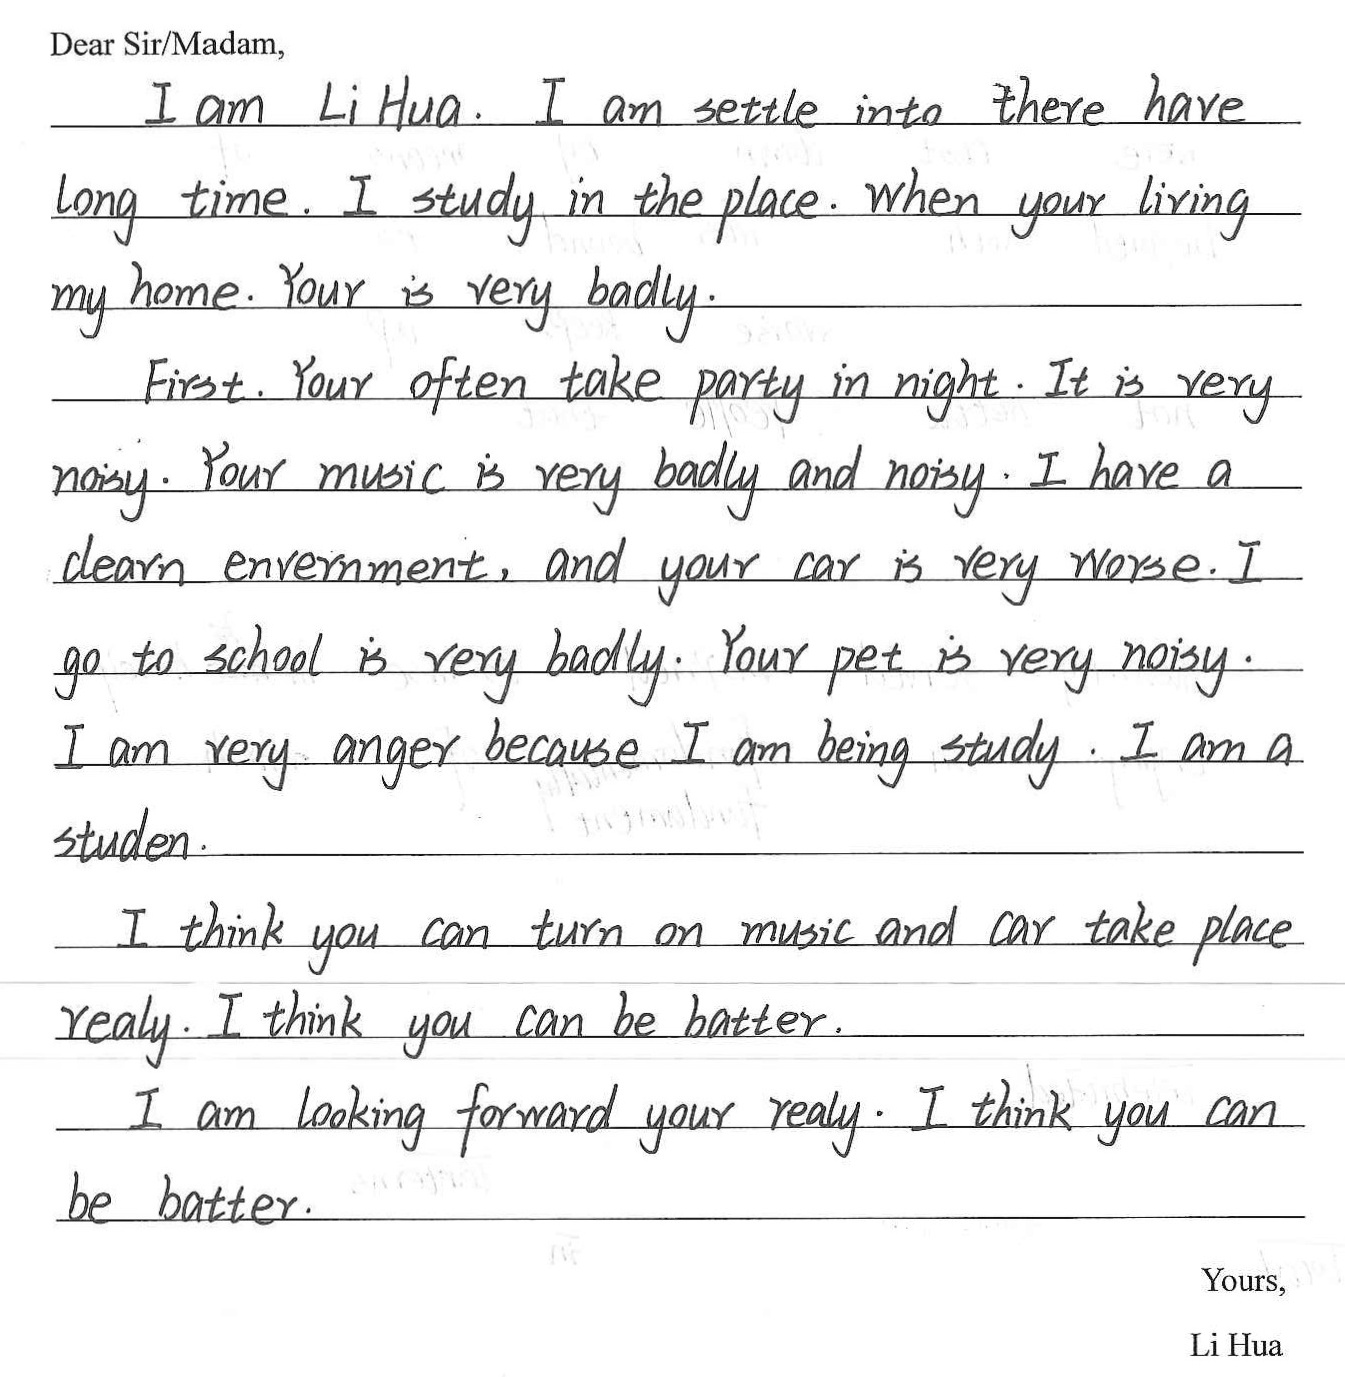 Dear Sir/Madam,
I am Li Hua. I am settle into there have
long time. I study in the place. When your living
my home. Your is very badly.
First. Your often take party in night. It is very
noisy. Your music is very badly and noisy. I have a
clearn envernment, and your car is very worse. I
go to school is very badly. Your pet is very noisy.
I am very anger because I am being study. I am a
studen.
I think you can turn on music and car take place
realy. I think you can be batter.
I am looking forward your realy. I think you can
be batter.
Yours,
Li Hua